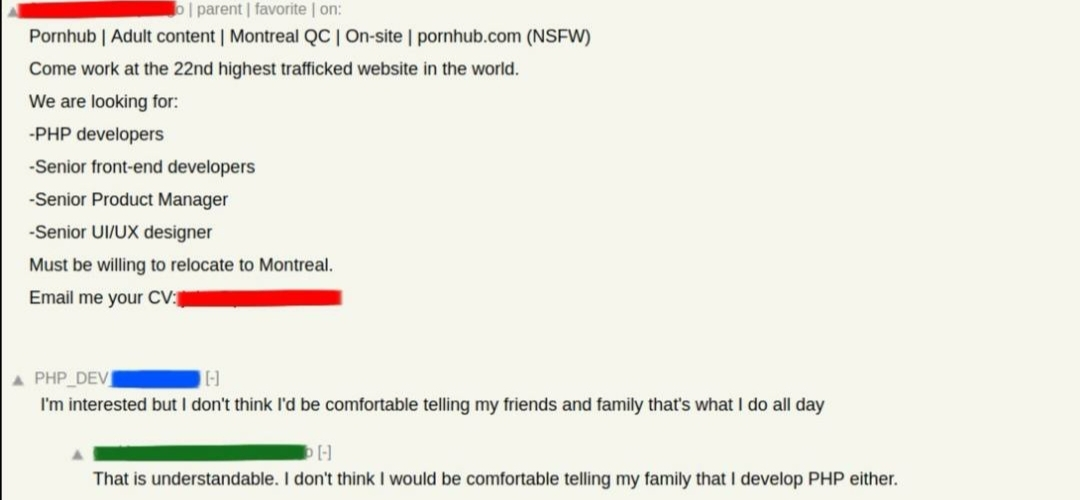 | parent | favorite | on:
Pornhub | Adult content | Montreal QC | On-site | pornhub.com (NSFW)
Come work at the 22nd highest trafficked website in the world.
We are looking for:
-PHP developers
-Senior front-end developers
-Senior Product Manager
-Senior UI/UX designer
Must be willing to relocate to Montreal.
Email me your CV:
PHP_DEV [-]
I'm interested but I don't think I'd be comfortable telling my friends and family that's what I do all day
[-]
That is understandable. I don't think I would be comfortable telling my family that I develop PHP either.